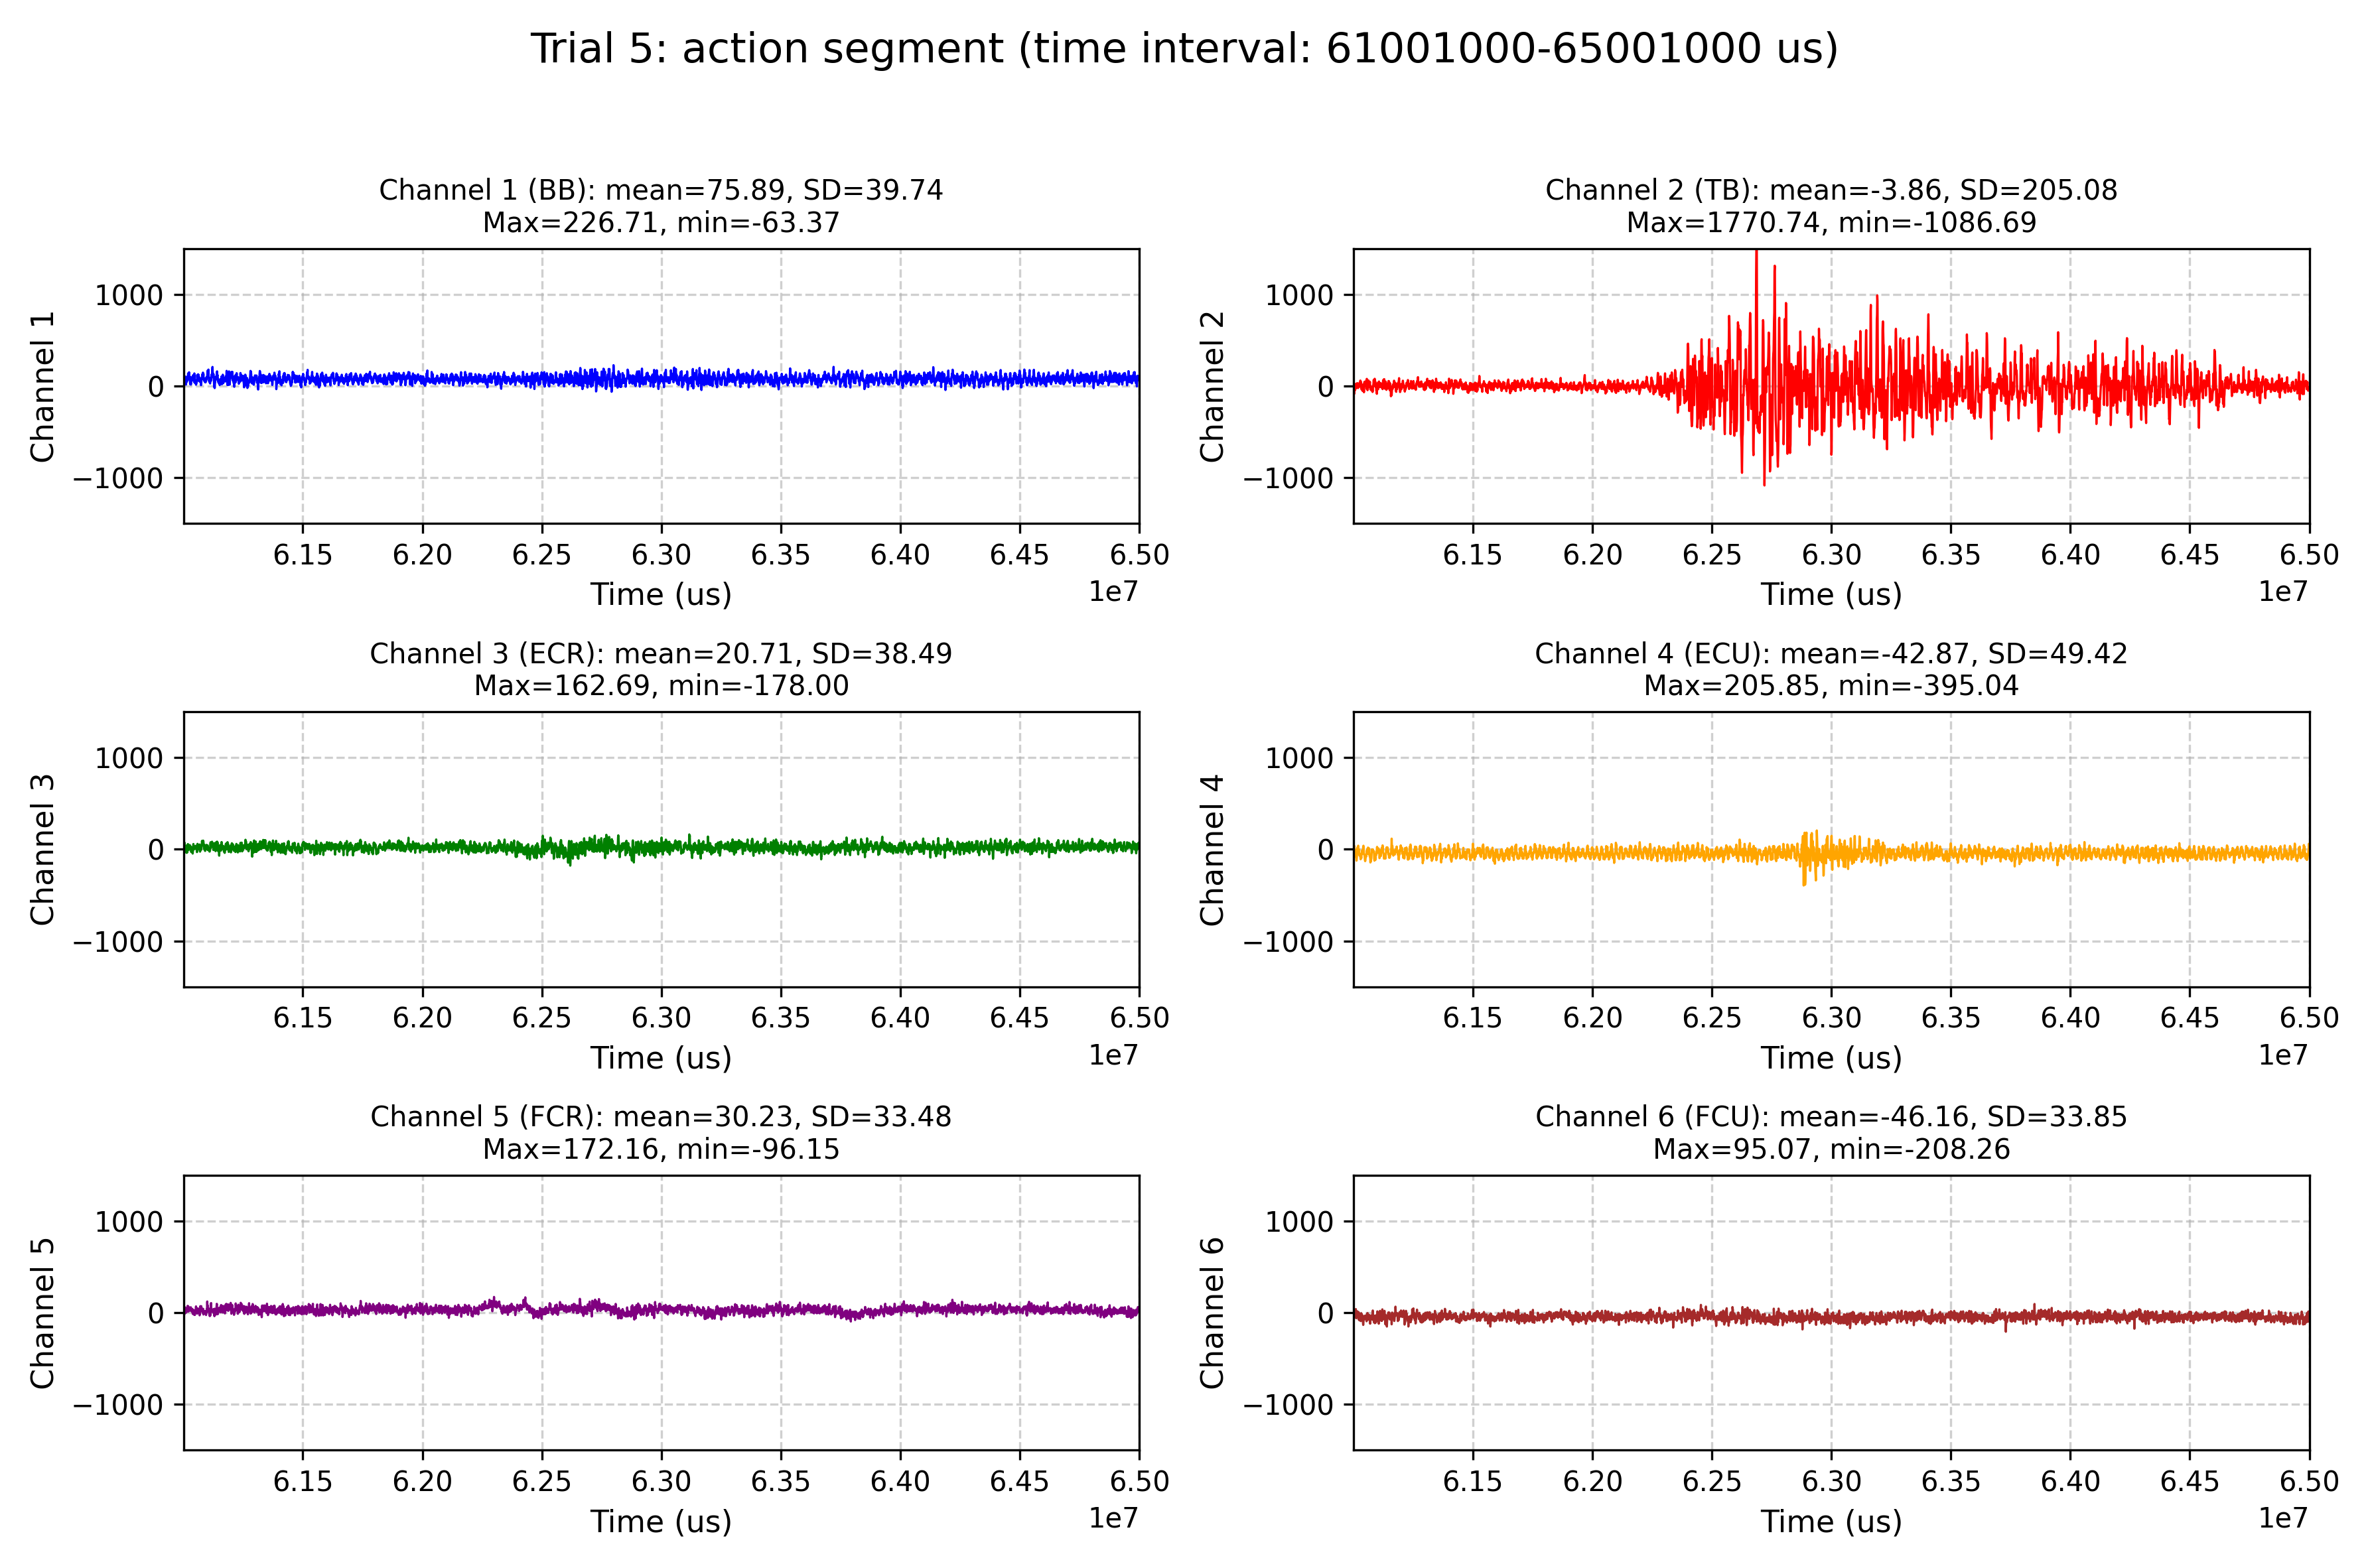 Trial 5: action segment (time interval: 61001000-65001000 us)
Channel 1 (BB): mean=75.89, SD=39.74
Max=226.71, min=-63.37
Channel 1
1000
0
−1000
6.15 6.20 6.25 6.30 6.35 6.40 6.45 6.50
Time (us)
1e7
Channel 2 (TB): mean=-3.86, SD=205.08
Max=1770.74, min=-1086.69
Channel 2
1000
0
−1000
6.15 6.20 6.25 6.30 6.35 6.40 6.45 6.50
Time (us)
1e7
Channel 3 (ECR): mean=20.71, SD=38.49
Max=162.69, min=-178.00
Channel 3
1000
0
−1000
6.15 6.20 6.25 6.30 6.35 6.40 6.45 6.50
Time (us)
1e7
Channel 4 (ECU): mean=-42.87, SD=49.42
Max=205.85, min=-395.04
Channel 4
1000
0
−1000
6.15 6.20 6.25 6.30 6.35 6.40 6.45 6.50
Time (us)
1e7
Channel 5 (FCR): mean=30.23, SD=33.48
Max=172.16, min=-96.15
Channel 5
1000
0
−1000
6.15 6.20 6.25 6.30 6.35 6.40 6.45 6.50
Time (us)
1e7
Channel 6 (FCU): mean=-46.16, SD=33.85
Max=95.07, min=-208.26
Channel 6
1000
0
−1000
6.15 6.20 6.25 6.30 6.35 6.40 6.45 6.50
Time (us)
1e7